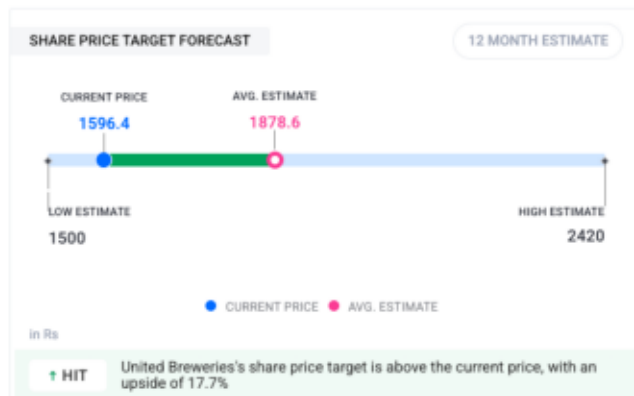 SHARE PRICE TARGET FORECAST
12 MONTH ESTIMATE
CURRENT PRICE
AVG. ESTIMATE
1596.4
1878.6
LOW ESTIMATE
HIGH ESTIMATE
1500
2420
CURRENT PRICE
AVG. ESTIMATE
in Rs
↑ HIT
United Breweries's share price target is above the current price, with an
upside of 17.7%